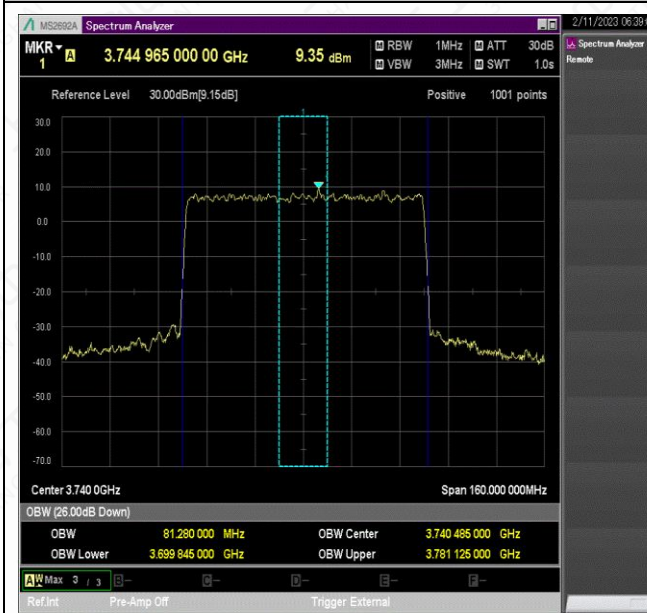 MS2692A Spectrum Analyzer
2/11/2023 06:39:
MKR 1 A 3.744 965 000 00 GHz 9.35 dBm
M RBW 1MHz M ATT 30dB
M VBW 3MHz M SWT 1.0s
Spectrum Analyzer
Remote
Reference Level 30.00dBm[9.15dB] Positive 1001 points
1
30.0
20.0
10.0
0.0
-10.0
-20.0
-30.0
-40.0
-50.0
-60.0
-70.0
Center 3.740 0GHz Span 160.000 000MHz
OBW (26.00dB Down)
OBW 81.280 000 MHz OBW Center 3.740 485 000 GHz
OBW Lower 3.699 845 000 GHz OBW Upper 3.781 125 000 GHz
A W Max 3 / 3 B- C- D- E- F-
Ref.Int Pre-Amp Off Trigger External